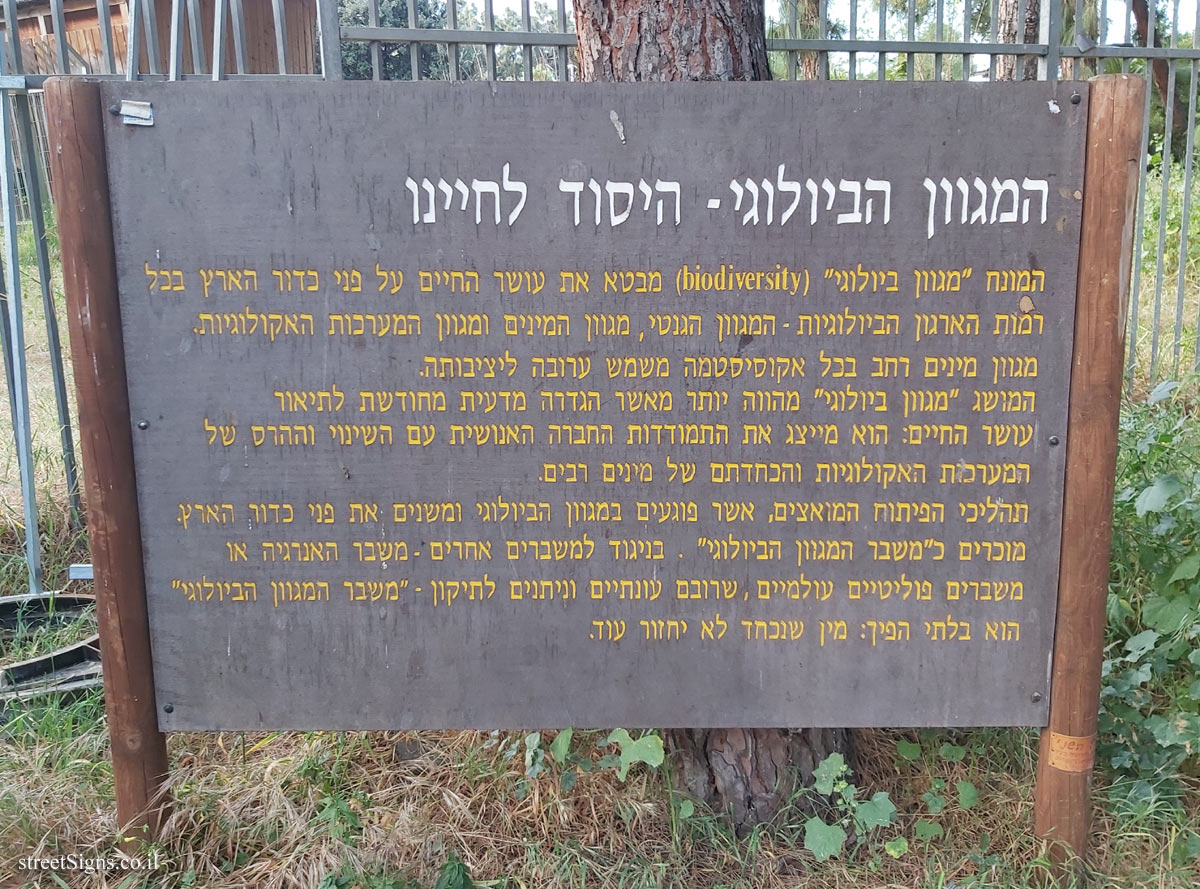 המגוון הביולוגי- היסוד לחיינו
המונח "מגוון ביולוגי" (biodiversity) מבטא את עושר החיים על פני כדור הארץ בכל
רמות הארגון הביולוגיות - המגוון הגנטי, מגוון המינים ומגוון המערכות האקולוגיות.
מגוון מינים רחב בכל אקוסיסטמה משמש ערובה ליציבותה.
המושג "מגוון ביולוגי" מהווה יותר מאשר הגדרה מדעית מחודשת לתיאור
עושר החיים: הוא מייצג את התמודדות החברה האנושית עם השינוי וההרס של
המערכות האקולוגיות והכחדתם של מינים רבים.
תהליכי הפיתוח המואצים, אשר פוגעים במגוון הביולוגי ומשנים את פני כדור הארץ.
מוכרים כ"משבר המגוון הביולוגי" . בניגוד למשברים אחרים - משבר האנרגיה או
משברים פוליטיים עולמיים, שרובם עונתיים וניתנים לתיקון - "משבר המגוון הביולוגי"
הוא בלתי הפיך: מין שנכחד לא יחזור עוד.
streetSigns.co.il